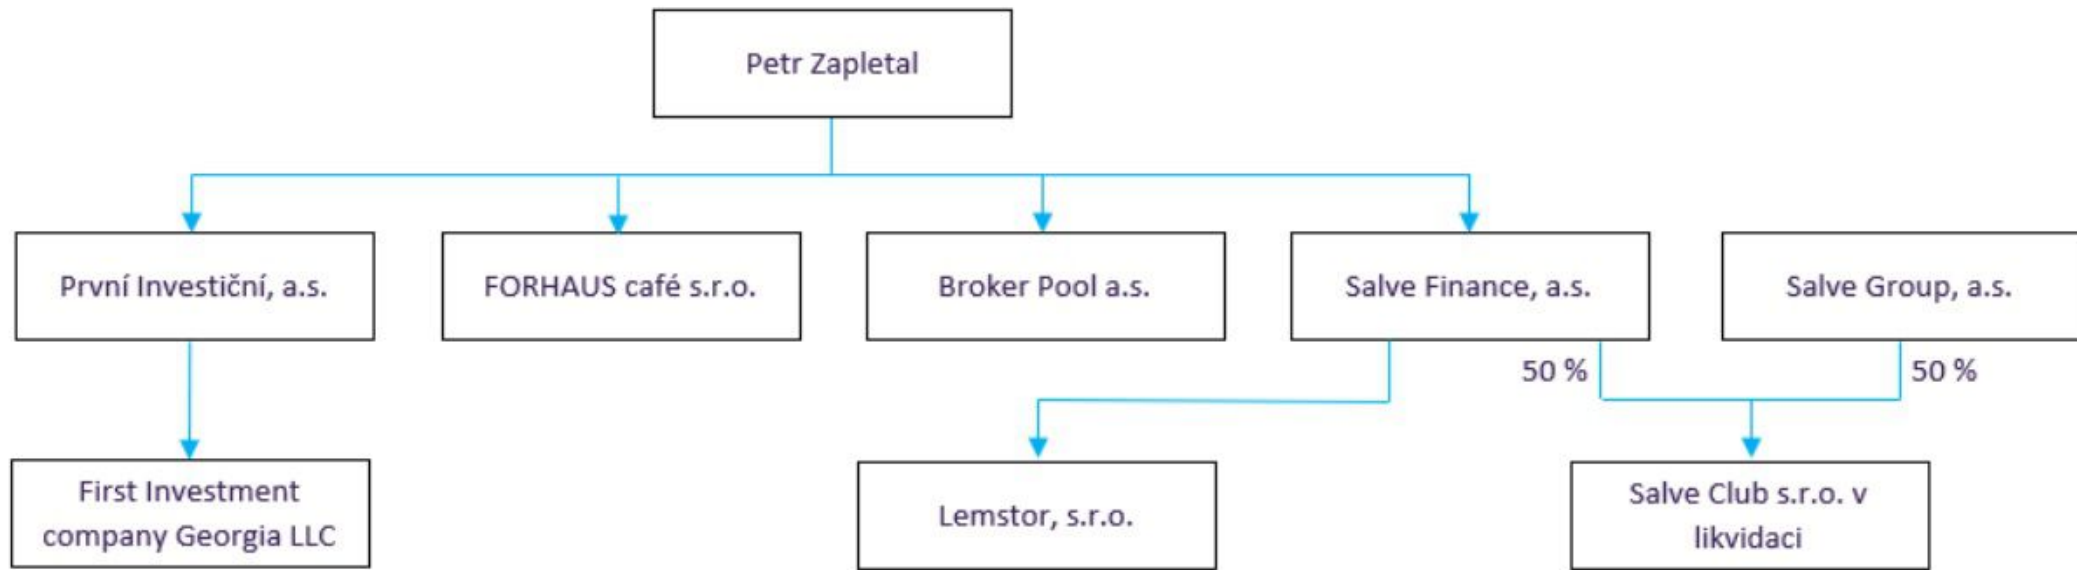 Petr Zapletal
První Investiční, a.s.
FORHAUS café s.r.o.
Broker Pool a.s.
Salve Finance, a.s.
Salve Group, a.s.
50 %
50 %
First Investment
company Georgia LLC
Lemstor, s.r.o.
Salve Club s.r.o. v
likvidaci